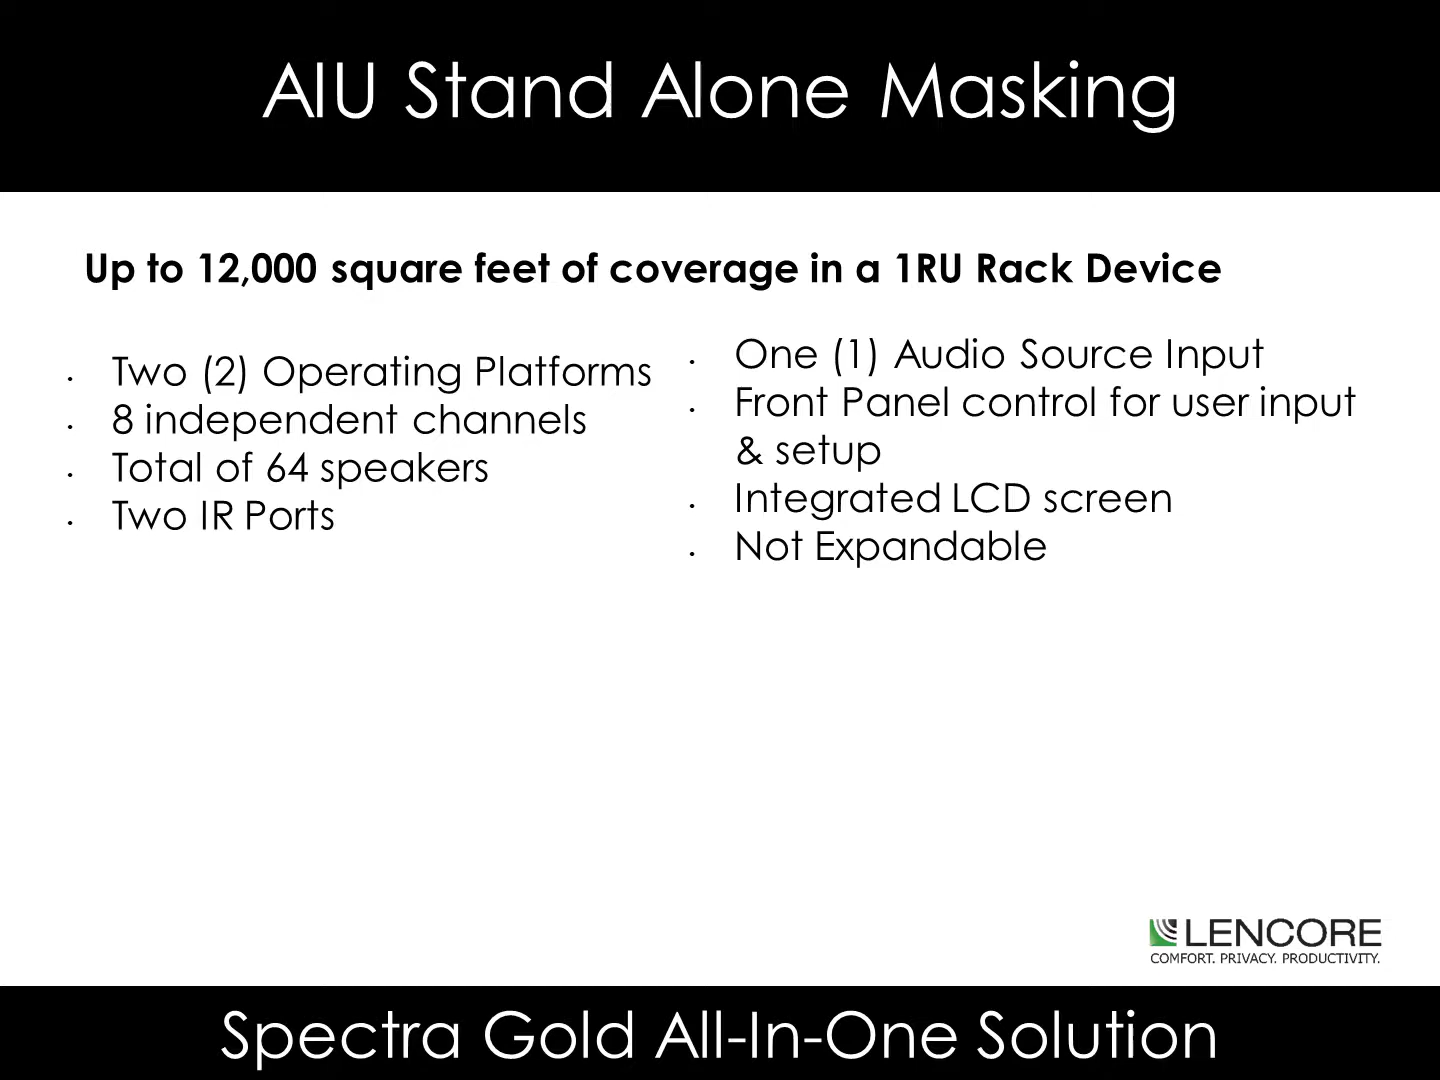 AIU Stand Alone Masking
Up to 12,000 square feet of coverage in a 1RU Rack Device
· Two (2) Operating Platforms
· 8 independent channels
· Total of 64 speakers
· Two IR Ports
· One (1) Audio Source Input
· Front Panel control for user input
& setup
· Integrated LCD screen
· Not Expandable
LENCORE
COMFORT. PRIVACY. PRODUCTIVITY.
Spectra Gold All-In-One Solution